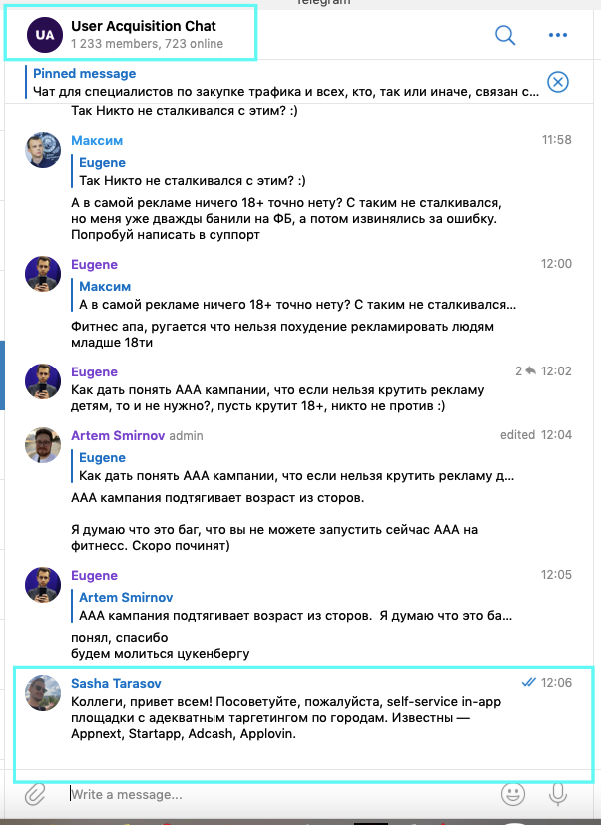 Telegram
UA
User Acquisition Chat
1 233 members, 723 online
Pinned message
Чат для специалистов по закупке трафика и всех, кто, так или иначе, связан с...
Так Никто не сталкивался с этим? :)
Максим 11:58
Eugene
Так Никто не сталкивался с этим? :)
А в самой рекламе ничего 18+ точно нету? С таким не сталкивался,
но меня уже дважды банили на ФБ, а потом извинялись за ошибку.
Попробуй написать в суппорт
Eugene 12:00
Максим
А в самой рекламе ничего 18+ точно нету? С таким не сталкивался...
Фитнес апа, ругается что нельзя похудение рекламировать людям
младше 18ти
Eugene 2 12:02
Как дать понять ААА кампании, что если нельзя крутить рекламу
детям, то и не нужно?, пусть крутит 18+, никто не против :)
Artem Smirnov admin edited 12:04
Eugene
Как дать понять ААА кампании, что если нельзя крутить рекламу д...
ААА кампания подтягивает возраст из сторов.
Я думаю что это баг, что вы не можете запустить сейчас ААА на
фитнесс. Скоро починят)
Eugene 12:05
Artem Smirnov
ААА кампания подтягивает возраст из сторов. Я думаю что это ба...
понял, спасибо
будем молиться цукенбергу
Sasha Tarasov 12:06
Коллеги, привет всем! Посоветуйте, пожалуйста, self-service in-app
площадки с адекватным таргетингом по городам. Известны —
Appnext, Startapp, Adcash, Applovin.
Write a message...